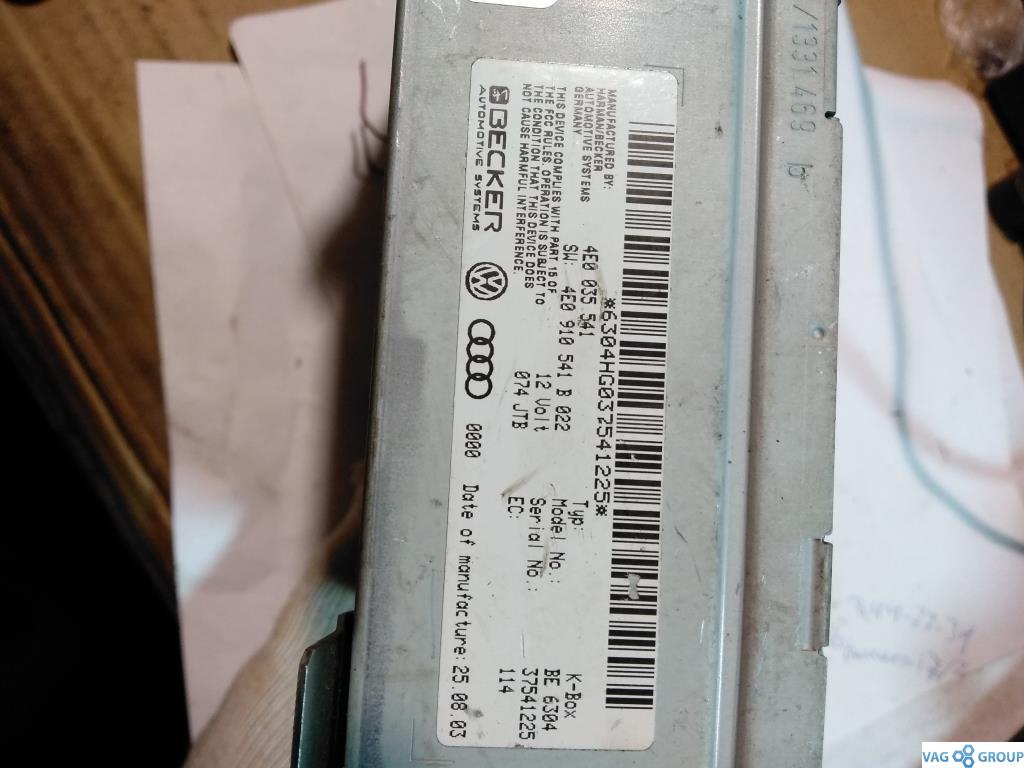 /1991.469 b
*6304HG037541225*
MANUFACTURED BY:
HARMAN/BECKER
AUTOMOTIVE SYSTEMS
GERMANY
THIS DEVICE COMPLIES WITH PART 15 OF
THE FCC RULES. OPERATION IS SUBJECT TO
THE CONDITION THAT THIS DEVICE DOES
NOT CAUSE HARMFUL INTERFERENCE.
BECKER
AUTOMOTIVE SYSTEMS
4E0 035 541
SW: 4E0 910 541 B 022
12 Volt
074 JTB
0000
Typ: K-Box
Model No.: BE 6304
Serial No.: 37541225
EC: 114
Date of manufacture: 25.08.03
VAG GROUP